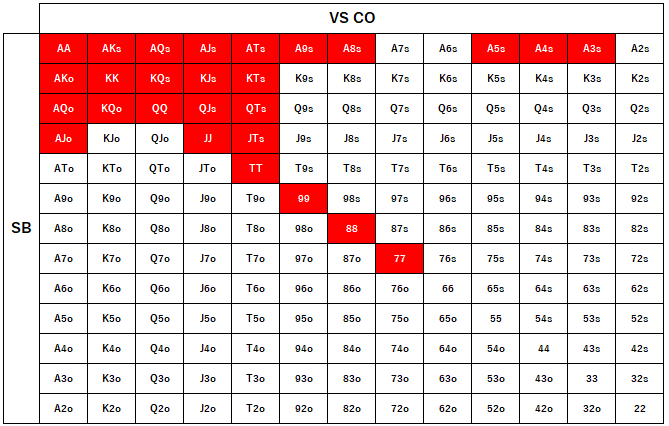 VS CO
SB
AA AKs AQs AJs ATs A9s A8s A7s A6s A5s A4s A3s A2s
AKo KK KQs KJs KTs K9s K8s K7s K6s K5s K4s K3s K2s
AQo KQo QQ QJs QTs Q9s Q8s Q7s Q6s Q5s Q4s Q3s Q2s
AJo KJo QJo JJ JTs J9s J8s J7s J6s J5s J4s J3s J2s
ATo KTo QTo JTo TT T9s T8s T7s T6s T5s T4s T3s T2s
A9o K9o Q9o J9o T9o 99 98s 97s 96s 95s 94s 93s 92s
A8o K8o Q8o J8o T8o 98o 88 87s 86s 85s 84s 83s 82s
A7o K7o Q7o J7o T7o 97o 87o 77 76s 75s 74s 73s 72s
A6o K6o Q6o J6o T6o 96o 86o 76o 66 65s 64s 63s 62s
A5o K5o Q5o J5o T5o 95o 85o 75o 65o 55 54s 53s 52s
A4o K4o Q4o J4o T4o 94o 84o 74o 64o 54o 44 43s 42s
A3o K3o Q3o J3o T3o 93o 83o 73o 63o 53o 43o 33 32s
A2o K2o Q2o J2o T2o 92o 82o 72o 62o 52o 42o 32o 22